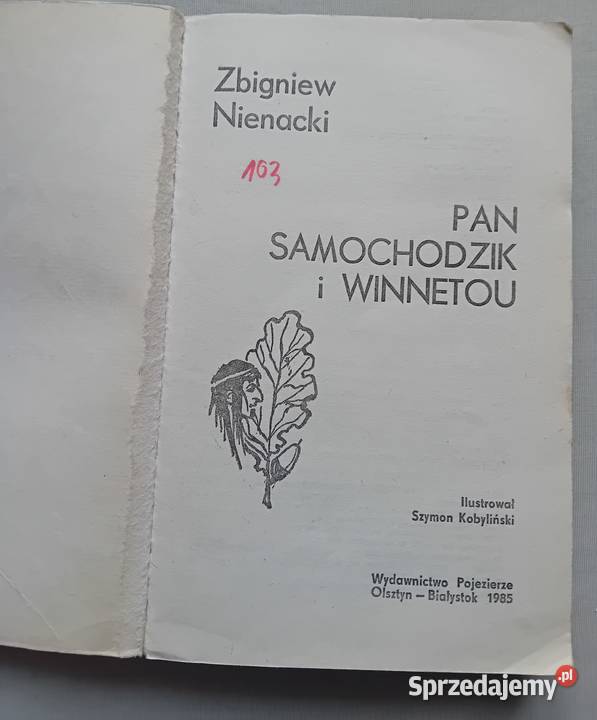 Zbigniew
Nienacki
103
PAN
SAMOCHODZIK
i WINNETOU
Ilustrował
Szymon Kobyliński
Wydawnictwo Pojezierze
Olsztyn — Białystok 1985
Sprzedajemy.pl